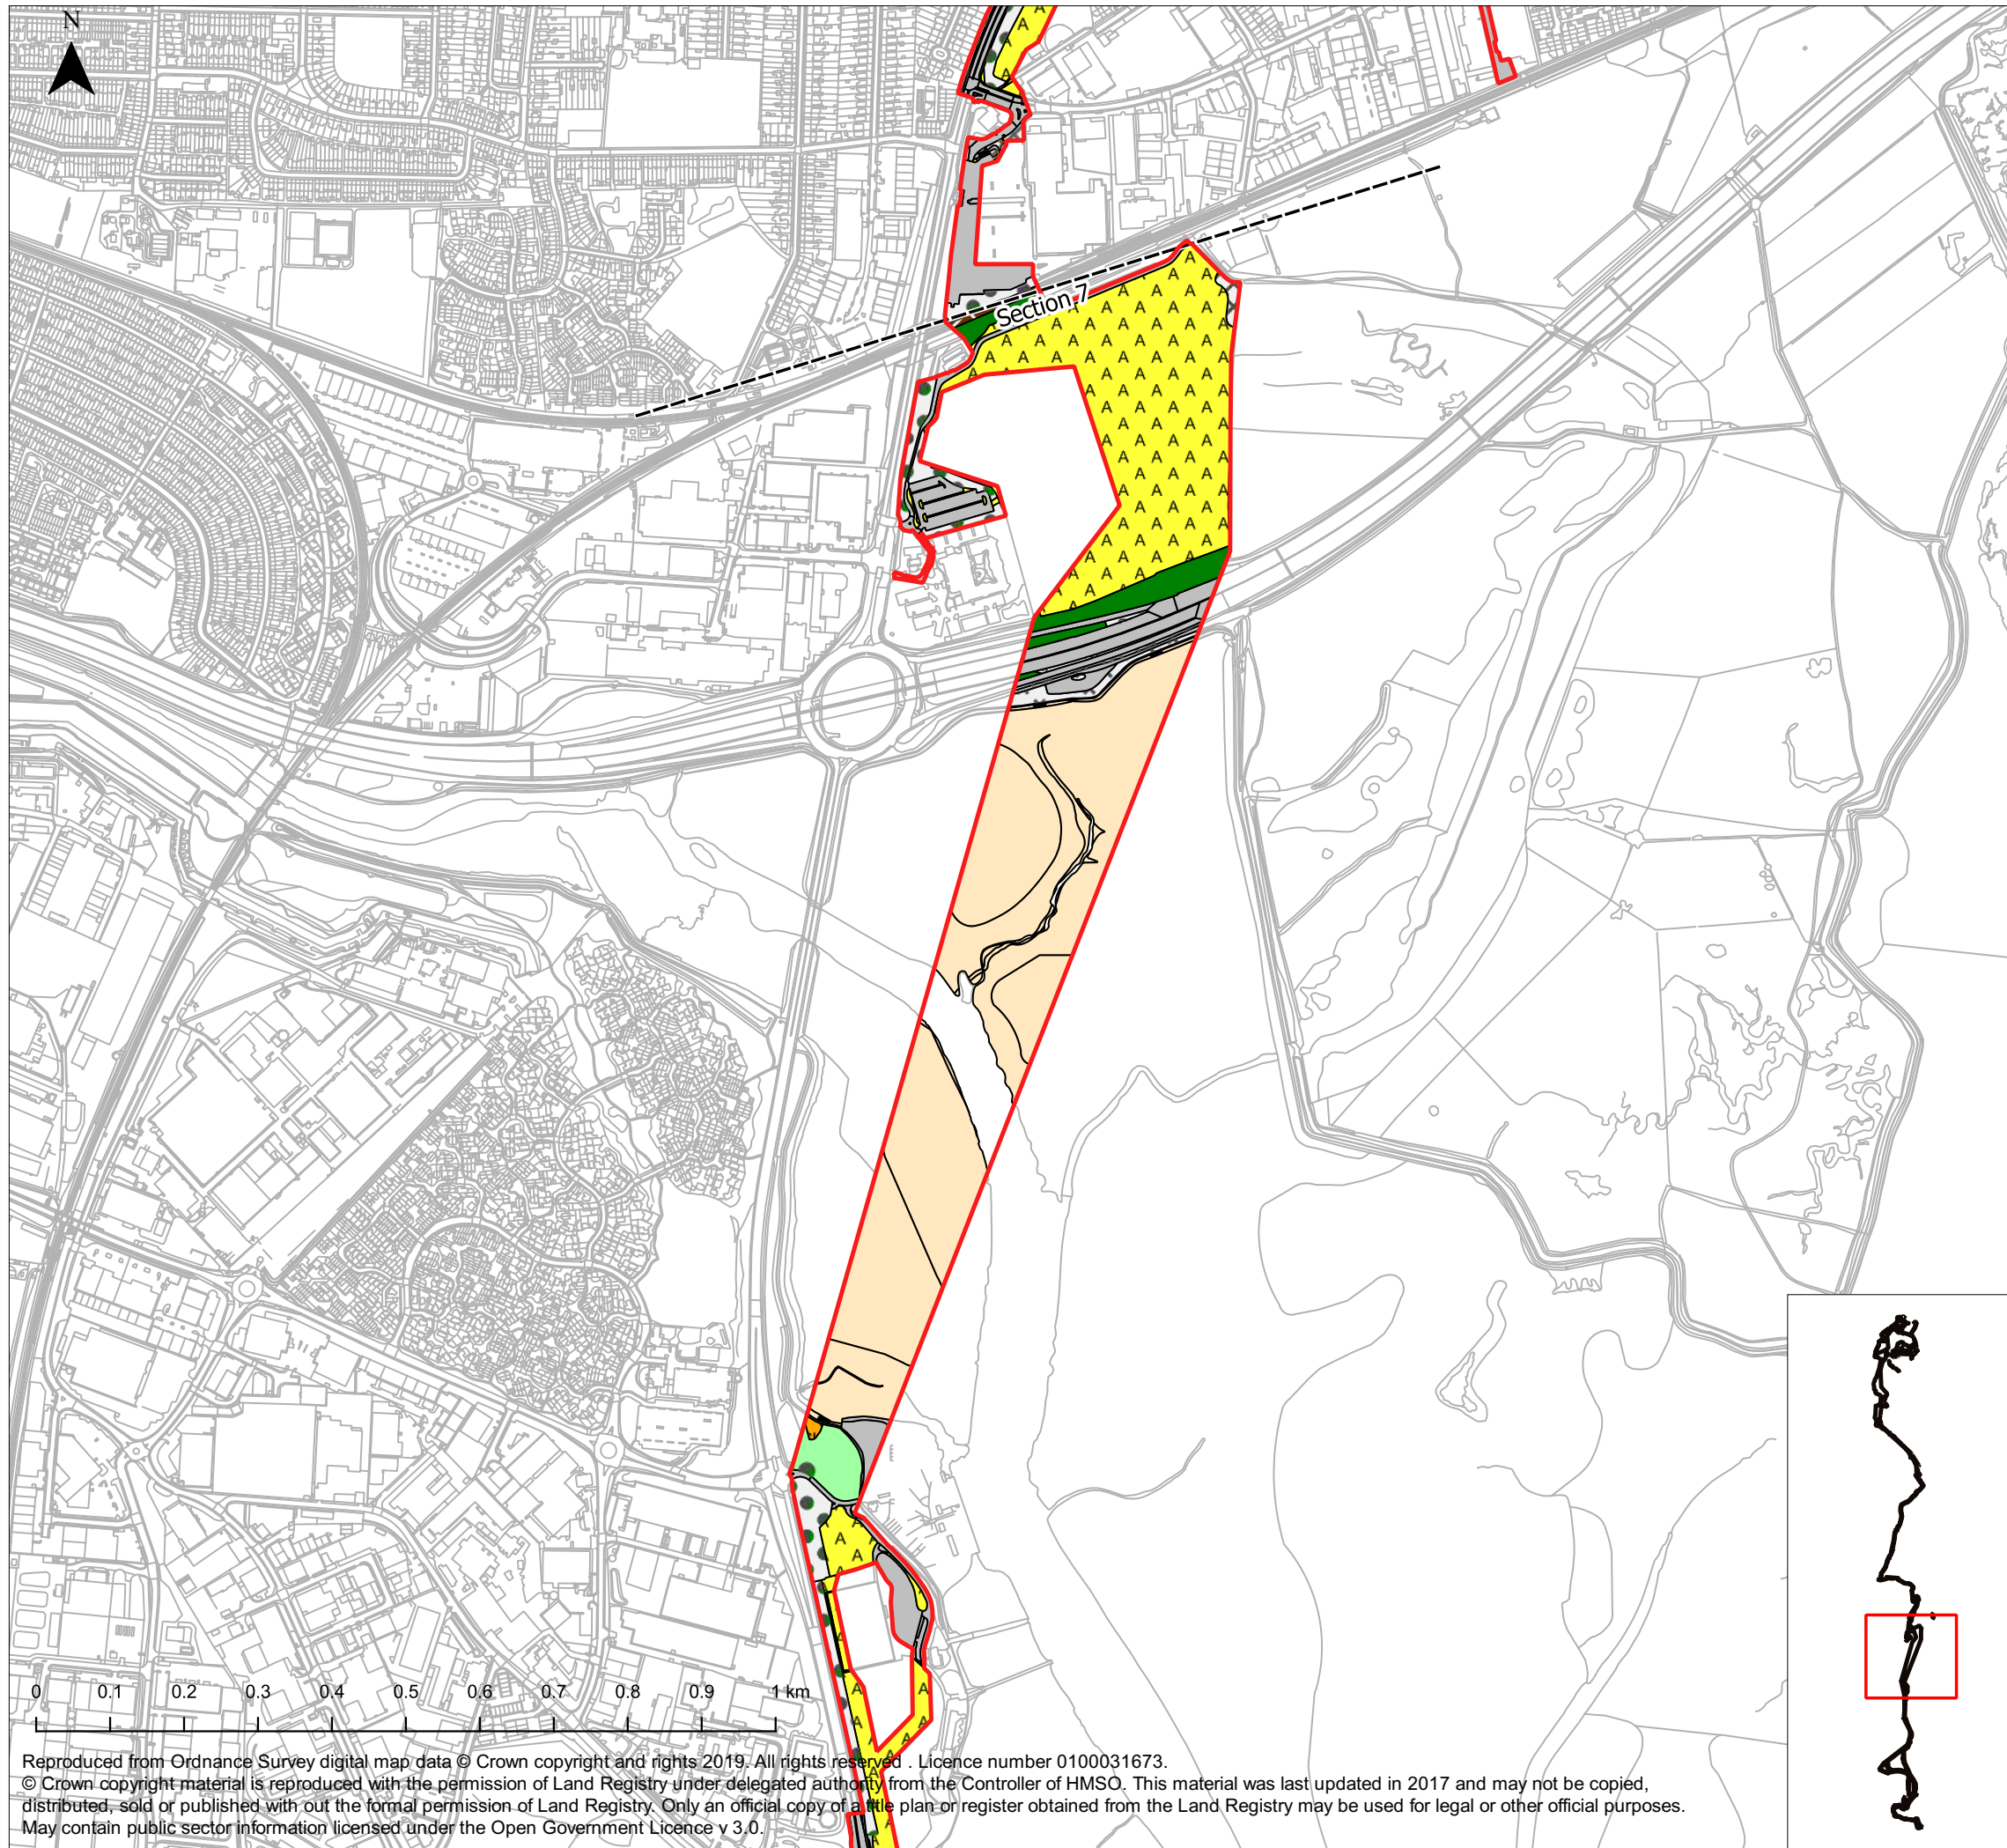 N
Section 7
0 0.1 0.2 0.3 0.4 0.5 0.6 0.7 0.8 0.9 1 km
Reproduced from Ordnance Survey digital map data © Crown copyright and rights 2019. All rights reserved . Licence number 0100031673.
© Crown copyright material is reproduced with the permission of Land Registry under delegated authority from the Controller of HMSO. This material was last updated in 2017 and may not be copied,
distributed, sold or published with out the formal permission of Land Registry. Only an official copy of a title plan or register obtained from the Land Registry may be used for legal or other official purposes.
May contain public sector information licensed under the Open Government Licence v 3.0.